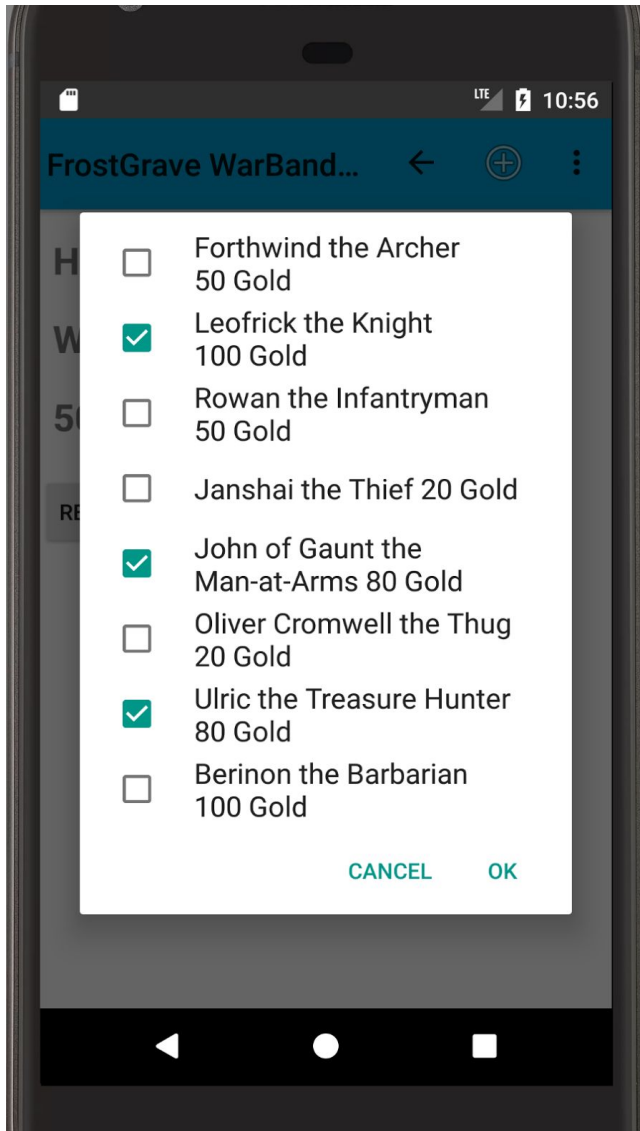 LTE 10:56
FrostGrave WarBand...
Forthwind the Archer
50 Gold
Leofrick the Knight
100 Gold
Rowan the Infantryman
50 Gold
Janshai the Thief 20 Gold
John of Gaunt the
Man-at-Arms 80 Gold
Oliver Cromwell the Thug
20 Gold
Ulric the Treasure Hunter
80 Gold
Berinon the Barbarian
100 Gold
CANCEL OK